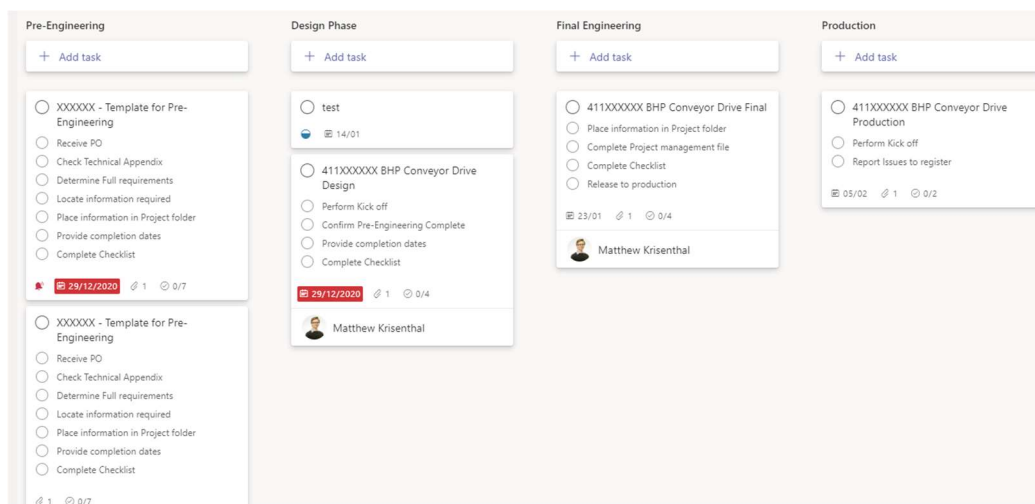 Pre-Engineering
+ Add task
XXXXXX - Template for Pre-
Engineering
Receive PO
Check Technical Appendix
Determine Full requirements
Locate information required
Place information in Project folder
Provide completion dates
Complete Checklist
29/12/2020 1 0/7
XXXXXX - Template for Pre-
Engineering
Receive PO
Check Technical Appendix
Determine Full requirements
Locate information required
Place information in Project folder
Provide completion dates
Complete Checklist
1 0/7
Design Phase
+ Add task
test
14/01
411XXXXXX BHP Conveyor Drive
Design
Perform Kick off
Confirm Pre-Engineering Complete
Provide completion dates
Complete Checklist
29/12/2020 1 0/4
Matthew Krisenthal
Final Engineering
+ Add task
411XXXXXX BHP Conveyor Drive Final
Place information in Project folder
Complete Project management file
Complete Checklist
Release to production
23/01 1 0/4
Matthew Krisenthal
Production
+ Add task
411XXXXXX BHP Conveyor Drive
Production
Perform Kick off
Report Issues to register
05/02 1 0/2